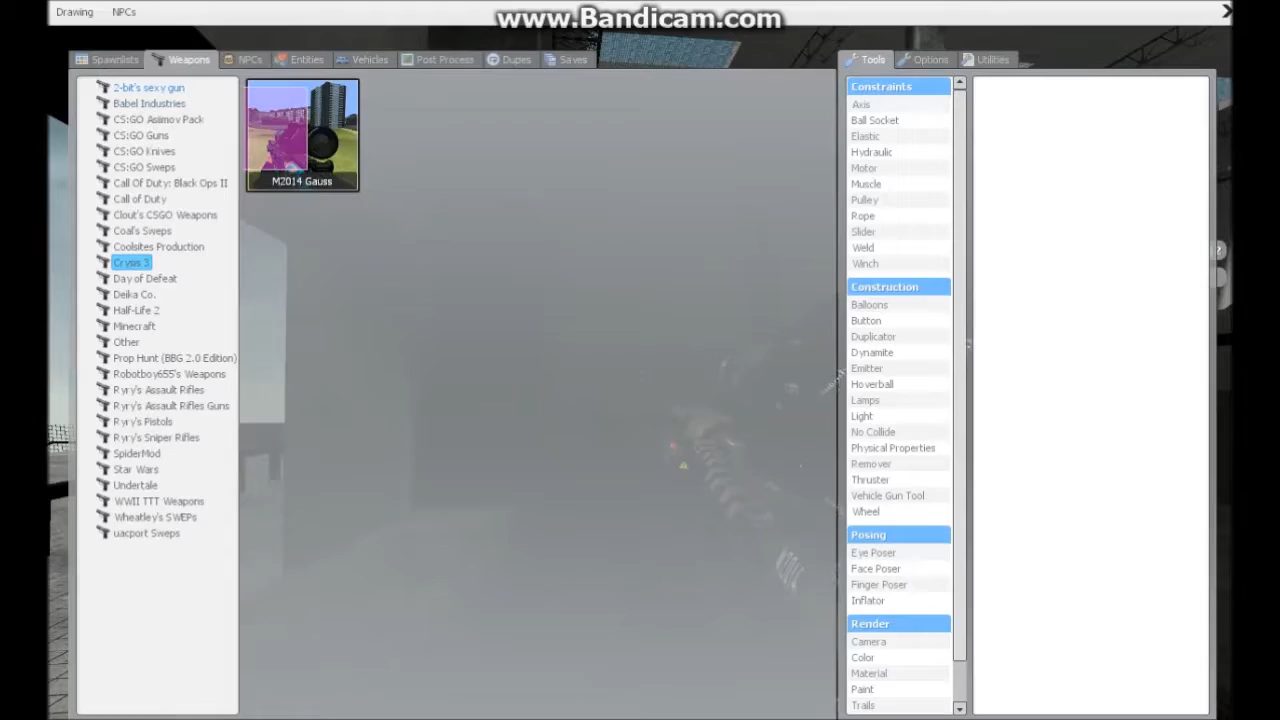 Drawing NPCs
www.Bandicam.com
Spawnlists Weapons NPCs Entities Vehicles Post Process Dupes Saves
Tools Options Utilities
2-bit's sexy gun
Babel Industries
CS:GO Asimov Pack
CS:GO Guns
CS:GO Knives
CS:GO Sweps
Call Of Duty: Black Ops II
Call of Duty
Clout's CSGO Weapons
Coal's Sweps
Coolsites Production
Crysis 3
Day of Defeat
Deika Co.
Half-Life 2
Minecraft
Other
Prop Hunt (BBG 2.0 Edition)
Robotboy655's Weapons
Ryry's Assault Rifles
Ryry's Assault Rifles Guns
Ryry's Pistols
Ryry's Sniper Rifles
SpiderMod
Star Wars
Undertale
WWII TTT Weapons
Wheatley's SWEPs
uacport Sweps
M2014 Gauss
Constraints
Axis
Ball Socket
Elastic
Hydraulic
Motor
Muscle
Pulley
Rope
Slider
Weld
Winch
Construction
Balloons
Button
Duplicator
Dynamite
Emitter
Hoverball
Lamps
Light
No Collide
Physical Properties
Remover
Thruster
Vehicle Gun Tool
Wheel
Posing
Eye Poser
Face Poser
Finger Poser
Inflator
Render
Camera
Color
Material
Paint
Trails